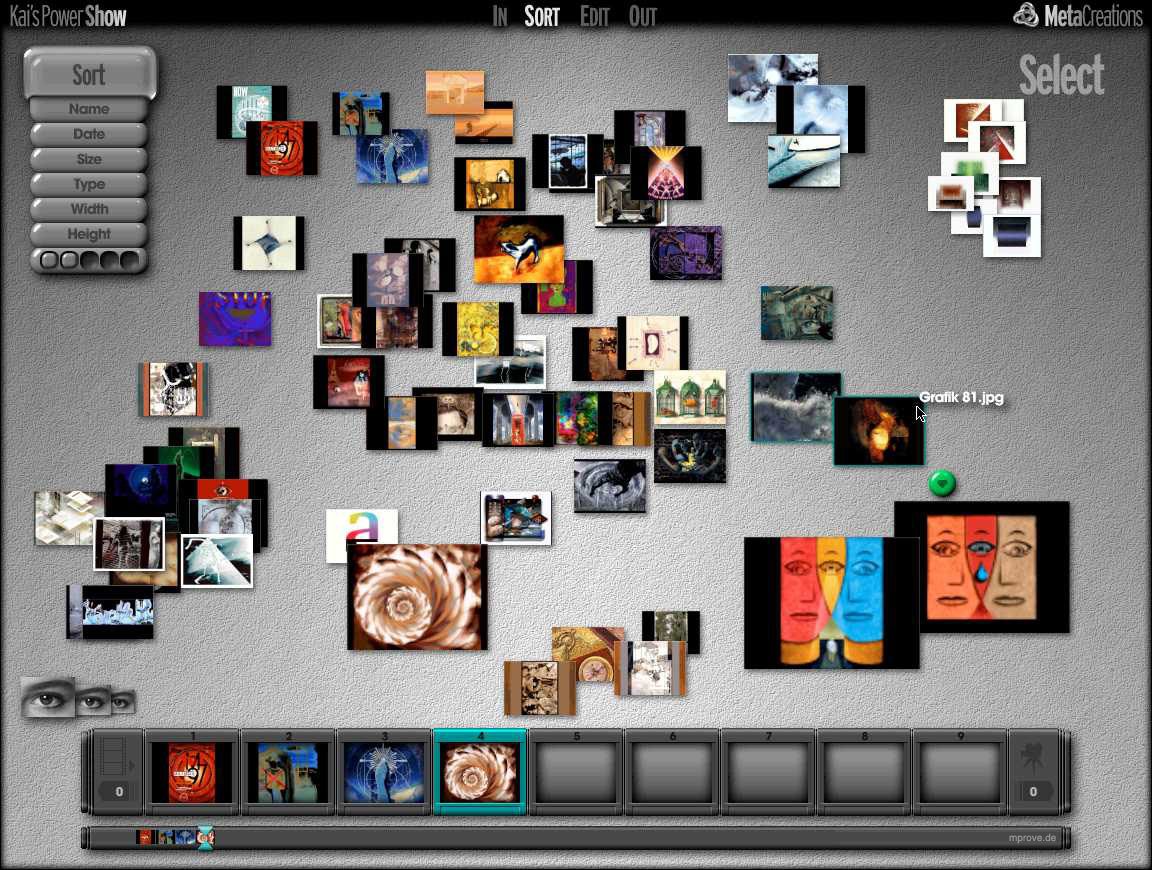 Kai's Power Show
In Sort Edit Out
MetaCreations
Sort
Name
Date
Size
Type
Width
Height
Select
NOW
Grafik 81.jpg
a
1 2 3 4 5 6 7 8 9
0 0
mprove.de